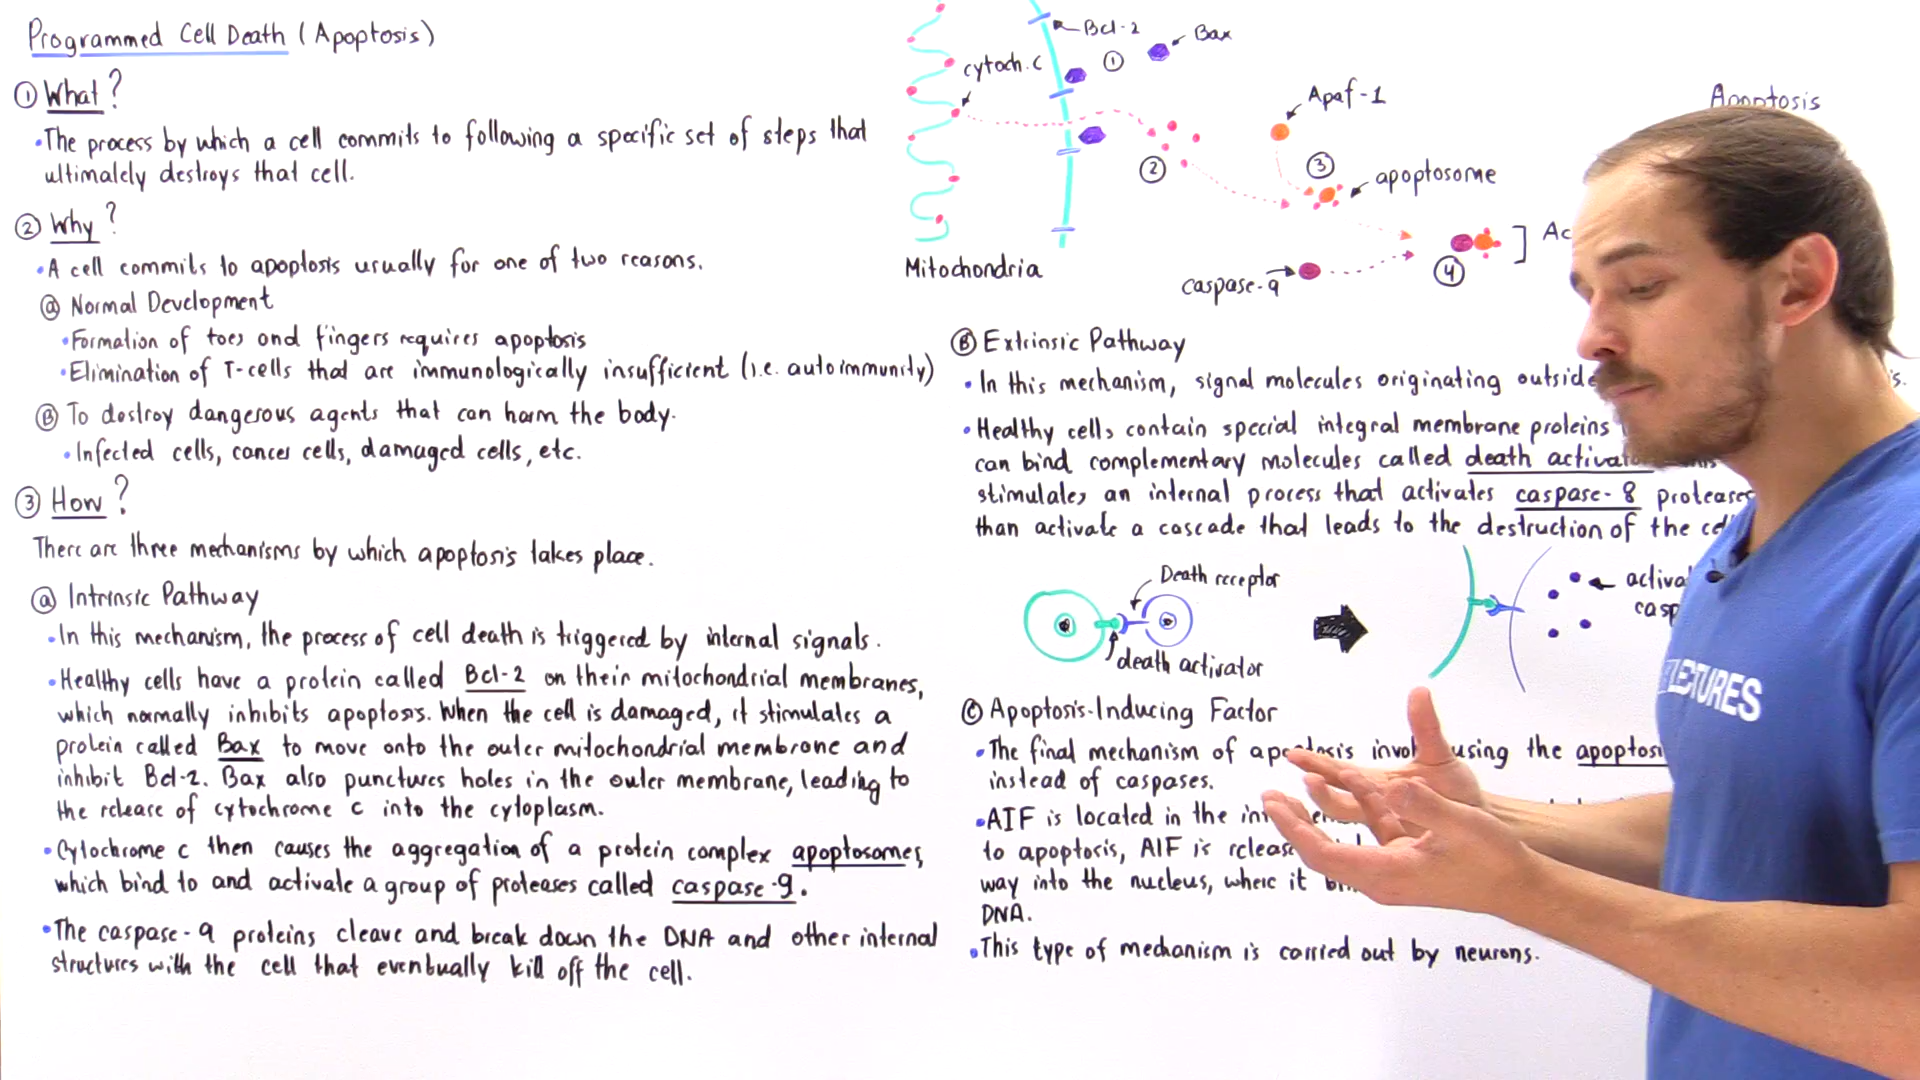 Programmed Cell Death (Apoptosis)
① What?
•The process by which a cell commits to following a specific set of steps that
ultimately destroys that cell.
② Why?
•A cell commits to apoptosis usually for one of two reasons.
ⓐ Normal Development
•Formation of toes and fingers requires apoptosis
•Elimination of T-cells that are immunologically insufficient (i.e. autoimmunity)
Ⓑ To destroy dangerous agents that can harm the body.
•Infected cells, cancer cells, damaged cells, etc.
③ How?
There are three mechanisms by which apoptosis takes place.
ⓐ Intrinsic Pathway
•In this mechanism, the process of cell death is triggered by internal signals.
•Healthy cells have a protein called Bcl-2 on their mitochondrial membranes,
which normally inhibits apoptosis. When the cell is damaged, it stimulates a
protein called Bax to move onto the outer mitochondrial membrane and
inhibit Bcl-2. Bax also punctures holes in the outer membrane, leading to
the release of cytochrome c into the cytoplasm.
•Cytochrome c then causes the aggregation of a protein complex apoptosomes,
which bind to and activate a group of proteases called caspase-9.
•The caspase-9 proteins cleave and break down the DNA and other internal
structures with the cell that eventually kill off the cell.
Bcl-2
Bax
cytoch. c
①
Apaf-1
Apoptosis
②
③
apoptosome
Ac
④
Mitochondria
caspase-9
Ⓑ Extrinsic Pathway
•In this mechanism, signal molecules originating outside s.
•Healthy cells contain special integral membrane proteins
can bind complementary molecules called death
stimulates an internal process that activates caspase-8 proteases
than activate a cascade that leads to the destruction of the
Death receptor
death activator
Ⓒ Apoptosis-Inducing Factor
•The final mechanism of apoptosis using the
instead of caspases.
•AIF is located in the
to apoptosis, AIF is
way into the nucleus, where it
DNA.
•This type of mechanism is carried out by neurons.
LECTURES